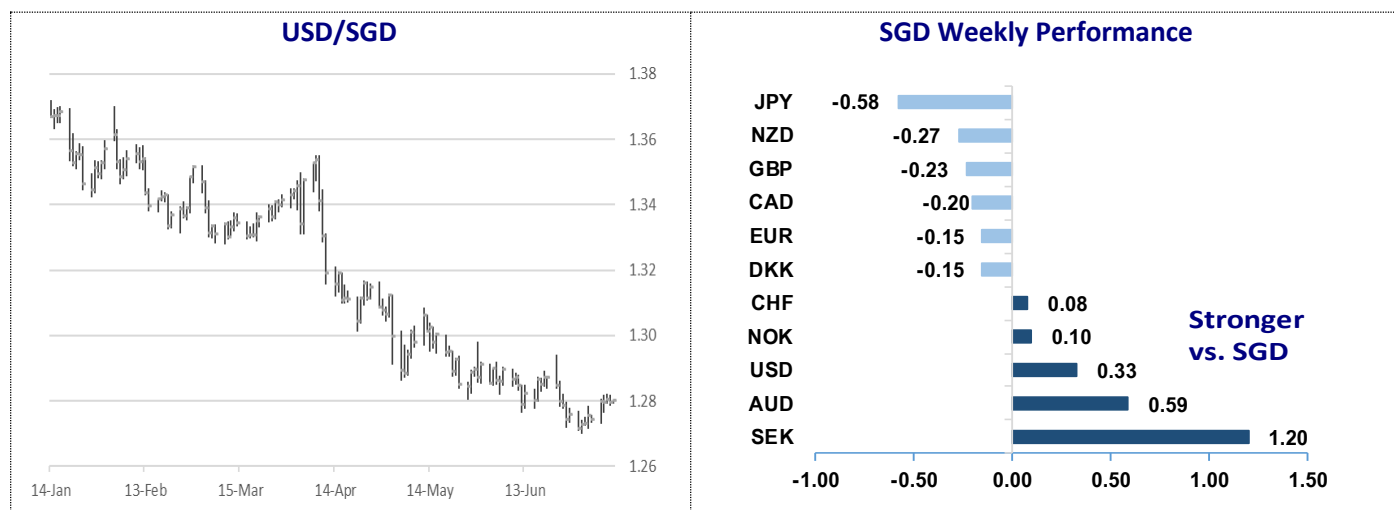 USD/SGD
1.38
1.36
1.34
1.32
1.30
1.28
1.26
14-Jan 13-Feb 15-Mar 14-Apr 14-May 13-Jun
SGD Weekly Performance
JPY -0.58
NZD -0.27
GBP -0.23
CAD -0.20
EUR -0.15
DKK -0.15
CHF 0.08
NOK 0.10
USD 0.33
AUD 0.59
SEK 1.20
Stronger
vs. SGD
-1.00 -0.50 0.00 0.50 1.00 1.50